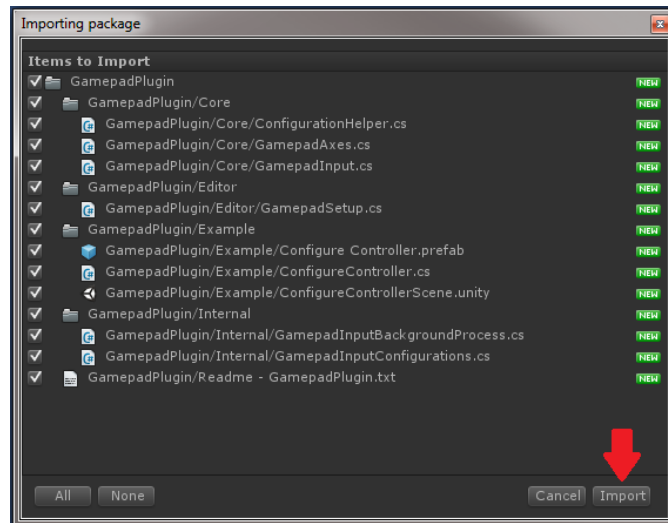 Importing package
Items to Import
GamepadPlugin NEW
GamepadPlugin/Core NEW
GamepadPlugin/Core/ConfigurationHelper.cs NEW
GamepadPlugin/Core/GamepadAxes.cs NEW
GamepadPlugin/Core/GamepadInput.cs NEW
GamepadPlugin/Editor NEW
GamepadPlugin/Editor/GamepadSetup.cs NEW
GamepadPlugin/Example NEW
GamepadPlugin/Example/Configure Controller.prefab NEW
GamepadPlugin/Example/ConfigureController.cs NEW
GamepadPlugin/Example/ConfigureControllerScene.unity NEW
GamepadPlugin/Internal NEW
GamepadPlugin/Internal/GamepadInputBackgroundProcess.cs NEW
GamepadPlugin/Internal/GamepadInputConfigurations.cs NEW
GamepadPlugin/Readme - GamepadPlugin.txt NEW
All None Cancel Import